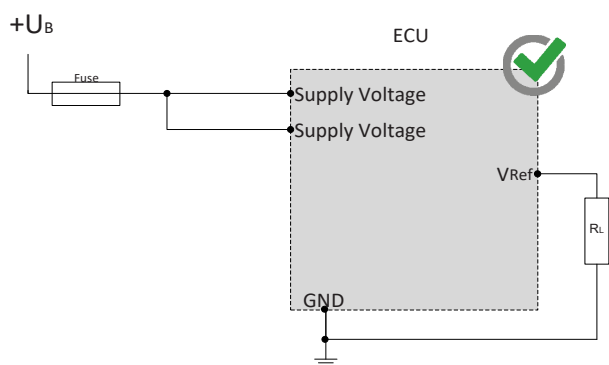 +UB
ECU
Fuse
Supply Voltage
Supply Voltage
VRef
RL
GND